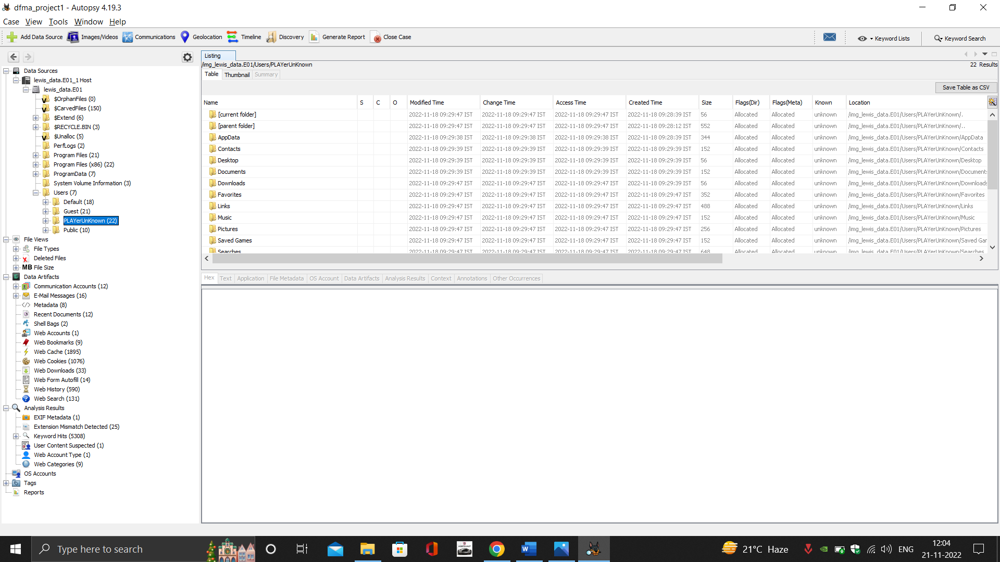 dfma_project1 - Autopsy 4.19.3
Case View Tools Window Help
Add Data Source Images/Videos Communications Geolocation Timeline Discovery Generate Report Close Case Keyword Lists Keyword Search
Listing
/img_lewis_data.E01/Users/PLAYerUnKnown 22 Results
Table Thumbnail Summary
Save Table as CSV
Name S C O Modified Time Change Time Access Time Created Time Size Flags(Dir) Flags(Meta) Known Location
[current folder] 2022-11-18 09:29:47 IST 2022-11-18 09:29:47 IST 2022-11-18 09:29:47 IST 2022-11-18 09:28:39 IST 56 Allocated Allocated unknown /img_lewis_data.E01/Users/PLAYerUnKnown/.
[parent folder] 2022-11-18 09:29:47 IST 2022-11-18 09:29:47 IST 2022-11-18 09:29:47 IST 2022-11-18 09:28:12 IST 552 Allocated Allocated unknown /img_lewis_data.E01/Users/PLAYerUnKnown/..
AppData 2022-11-18 09:29:38 IST 2022-11-18 09:29:38 IST 2022-11-18 09:29:38 IST 2022-11-18 09:28:39 IST 344 Allocated Allocated unknown /img_lewis_data.E01/Users/PLAYerUnKnown/AppData
Contacts 2022-11-18 09:29:39 IST 2022-11-18 09:29:39 IST 2022-11-18 09:29:39 IST 2022-11-18 09:29:39 IST 152 Allocated Allocated unknown /img_lewis_data.E01/Users/PLAYerUnKnown/Contacts
Desktop 2022-11-18 09:29:39 IST 2022-11-18 09:29:39 IST 2022-11-18 09:29:39 IST 2022-11-18 09:29:39 IST 56 Allocated Allocated unknown /img_lewis_data.E01/Users/PLAYerUnKnown/Desktop
Documents 2022-11-18 09:29:39 IST 2022-11-18 09:29:39 IST 2022-11-18 09:29:39 IST 2022-11-18 09:29:39 IST 152 Allocated Allocated unknown /img_lewis_data.E01/Users/PLAYerUnKnown/Documents
Downloads 2022-11-18 09:29:47 IST 2022-11-18 09:29:47 IST 2022-11-18 09:29:47 IST 2022-11-18 09:29:39 IST 56 Allocated Allocated unknown /img_lewis_data.E01/Users/PLAYerUnKnown/Downloads
Favorites 2022-11-18 09:29:47 IST 2022-11-18 09:29:47 IST 2022-11-18 09:29:47 IST 2022-11-18 09:29:47 IST 352 Allocated Allocated unknown /img_lewis_data.E01/Users/PLAYerUnKnown/Favorites
Links 2022-11-18 09:29:47 IST 2022-11-18 09:29:47 IST 2022-11-18 09:29:47 IST 2022-11-18 09:29:47 IST 488 Allocated Allocated unknown /img_lewis_data.E01/Users/PLAYerUnKnown/Links
Music 2022-11-18 09:29:47 IST 2022-11-18 09:29:47 IST 2022-11-18 09:29:47 IST 2022-11-18 09:29:47 IST 152 Allocated Allocated unknown /img_lewis_data.E01/Users/PLAYerUnKnown/Music
Pictures 2022-11-18 09:29:47 IST 2022-11-18 09:29:47 IST 2022-11-18 09:29:47 IST 2022-11-18 09:29:47 IST 256 Allocated Allocated unknown /img_lewis_data.E01/Users/PLAYerUnKnown/Pictures
Saved Games 2022-11-18 09:29:47 IST 2022-11-18 09:29:47 IST 2022-11-18 09:29:47 IST 2022-11-18 09:29:47 IST 152 Allocated Allocated unknown /img_lewis_data.E01/Users/PLAYerUnKnown/Saved Gar
Searches 2022-11-18 09:29:47 IST 2022-11-18 09:29:47 IST 2022-11-18 09:29:47 IST 2022-11-18 09:29:47 IST 648 Allocated Allocated unknown /img_lewis_data.E01/Users/PLAYerUnKnown/Searches
Hex Text Application File Metadata OS Account Data Artifacts Analysis Results Context Annotations Other Occurrences
Data Sources
lewis_data.E01_1 Host
lewis_data.E01
$OrphanFiles (0)
$CarvedFiles (150)
$Extend (6)
$RECYCLE.BIN (3)
$Unalloc (5)
PerfLogs (2)
Program Files (21)
Program Files (x86) (22)
ProgramData (7)
System Volume Information (3)
Users (7)
Default (18)
Guest (21)
PLAYerUnKnown (22)
Public (10)
File Views
File Types
Deleted Files
MB File Size
Data Artifacts
Communication Accounts (12)
E-Mail Messages (16)
Metadata (8)
Recent Documents (12)
Shell Bags (2)
Web Accounts (1)
Web Bookmarks (9)
Web Cache (1895)
Web Cookies (1076)
Web Downloads (33)
Web Form Autofill (14)
Web History (590)
Web Search (131)
Analysis Results
EXIF Metadata (1)
Extension Mismatch Detected (25)
Keyword Hits (5308)
User Content Suspected (1)
Web Account Type (1)
Web Categories (9)
OS Accounts
Tags
Reports
Type here to search
21°C Haze
ENG
12:04
21-11-2022